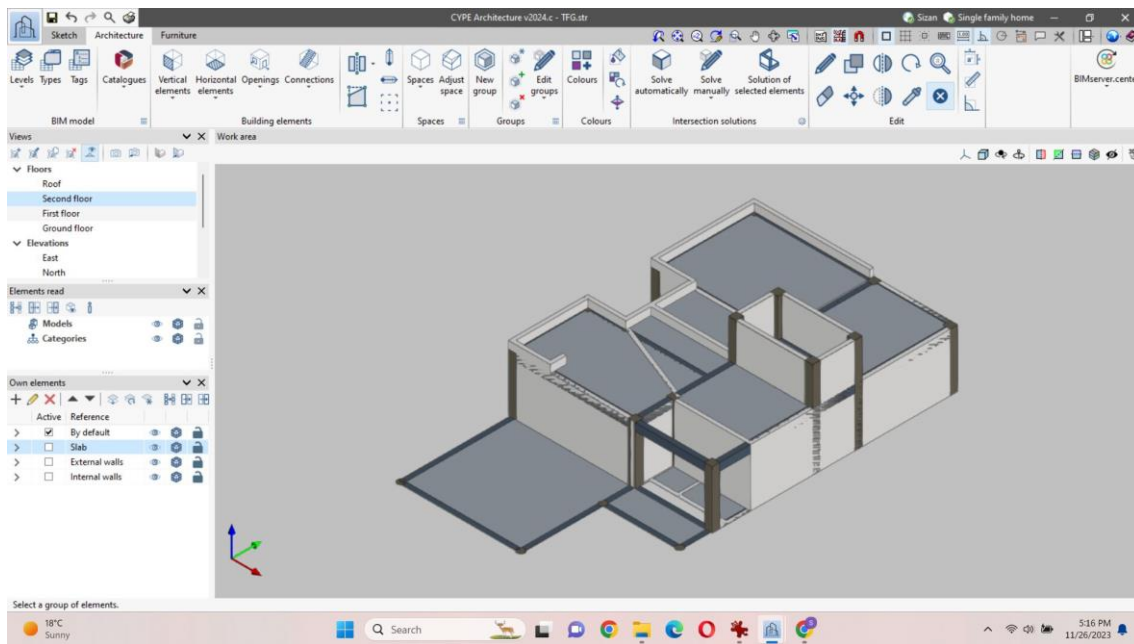 CYPE Architecture v2024.c - TFG.str
Sizan
Single family home
Sketch
Architecture
Furniture
Levels
Types
Tags
Catalogues
Vertical elements
Horizontal elements
Openings
Connections
Spaces
Adjust space
New group
Edit groups
Colours
Solve automatically
Solve manually
Solution of selected elements
BIMserver.cente
BIM model
Building elements
Spaces
Groups
Colours
Intersection solutions
Edit
Views
Work area
Floors
Roof
Second floor
First floor
Ground floor
Elevations
East
North
Elements read
Models
Categories
Own elements
Active Reference
By default
Slab
External walls
Internal walls
Select a group of elements.
18°C
Sunny
Search
5:16 PM
11/26/2023